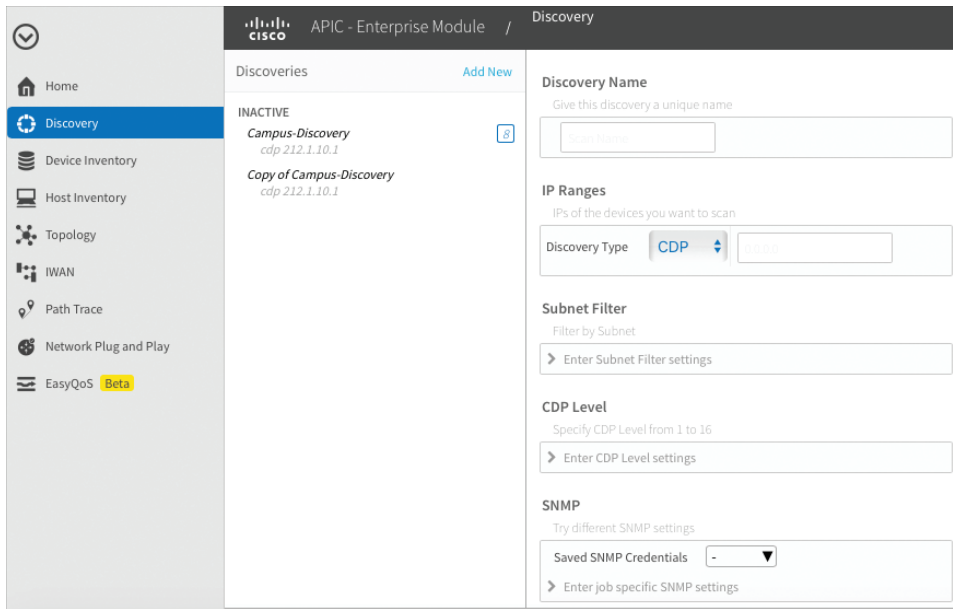 CISCO APIC - Enterprise Module / Discovery
Home
Discovery
Device Inventory
Host Inventory
Topology
IWAN
Path Trace
Network Plug and Play
EasyQoS Beta
Discoveries Add New
INACTIVE
Campus-Discovery 8
cdp 212.1.10.1
Copy of Campus-Discovery
cdp 212.1.10.1
Discovery Name
Give this discovery a unique name
Scan Name
IP Ranges
IPs of the devices you want to scan
Discovery Type CDP 0.0.0.0
Subnet Filter
Filter by Subnet
Enter Subnet Filter settings
CDP Level
Specify CDP Level from 1 to 16
Enter CDP Level settings
SNMP
Try different SNMP settings
Saved SNMP Credentials -
Enter job specific SNMP settings